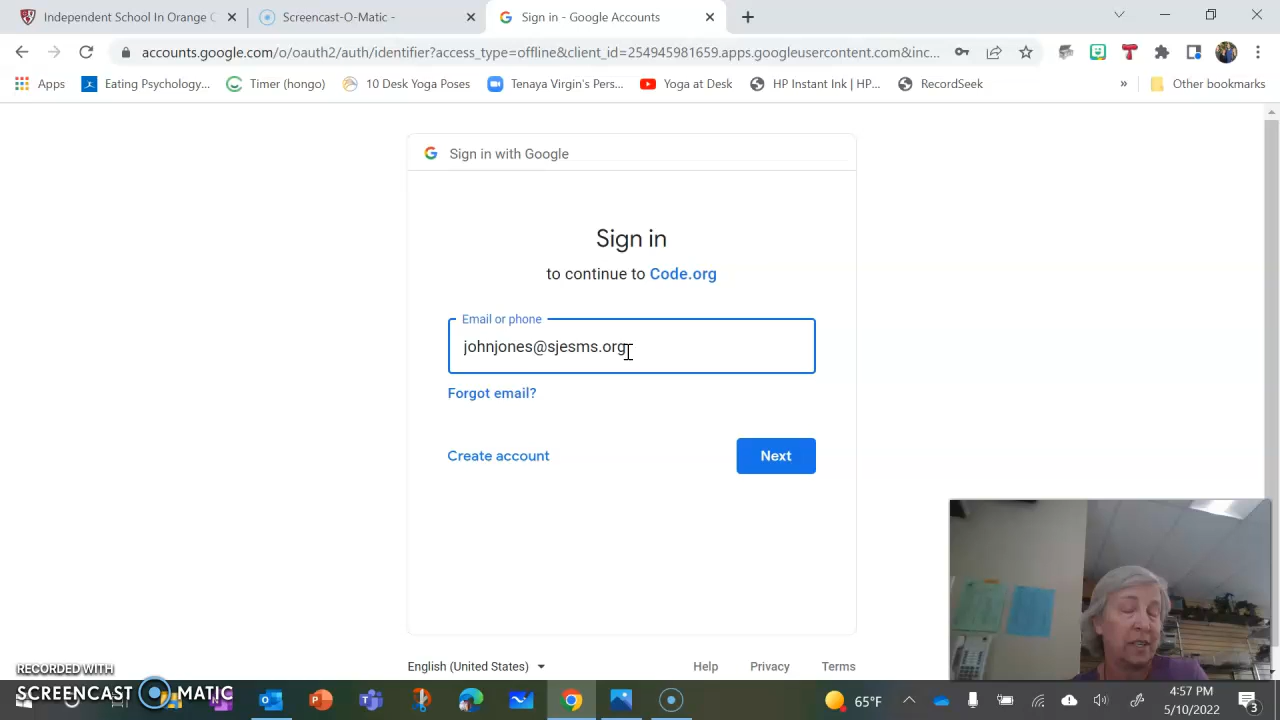 Independent School In Orange C
Screencast-O-Matic -
Sign in - Google Accounts
accounts.google.com/o/oauth2/auth/identifier?access_type=offline&client_id=254945981659.apps.googleusercontent.com&inc...
Apps
Eating Psychology...
Timer (hongo)
10 Desk Yoga Poses
Tenaya Virgin's Pers...
Yoga at Desk
HP Instant Ink | HP...
RecordSeek
»
Other bookmarks
Sign in with Google
Sign in
to continue to Code.org
Email or phone
johnjones@sjesms.org
Forgot email?
Create account
Next
English (United States)
Help
Privacy
Terms
RECORDED WITH
SCREENCAST O MATIC
65°F
4:57 PM
5/10/2022
3